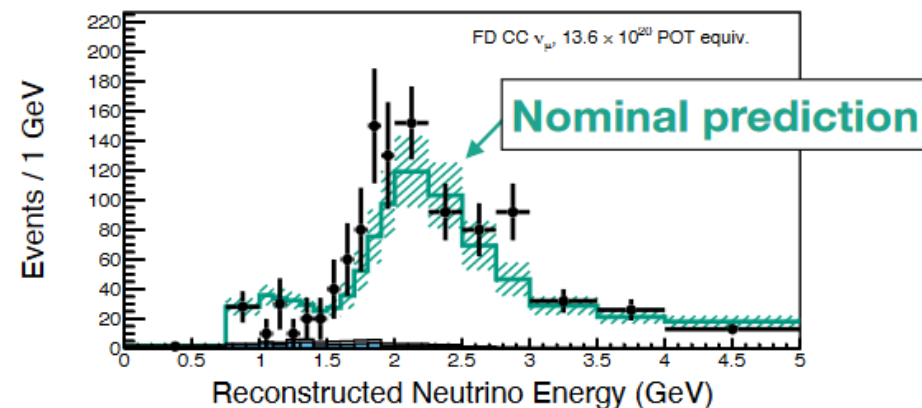 220
200
180
160
140
120
100
80
60
40
20
0
Events / 1 GeV
FD CC νμ, 13.6 × 10²⁰ POT equiv.
Nominal prediction
0 0.5 1 1.5 2 2.5 3 3.5 4 4.5 5
Reconstructed Neutrino Energy (GeV)